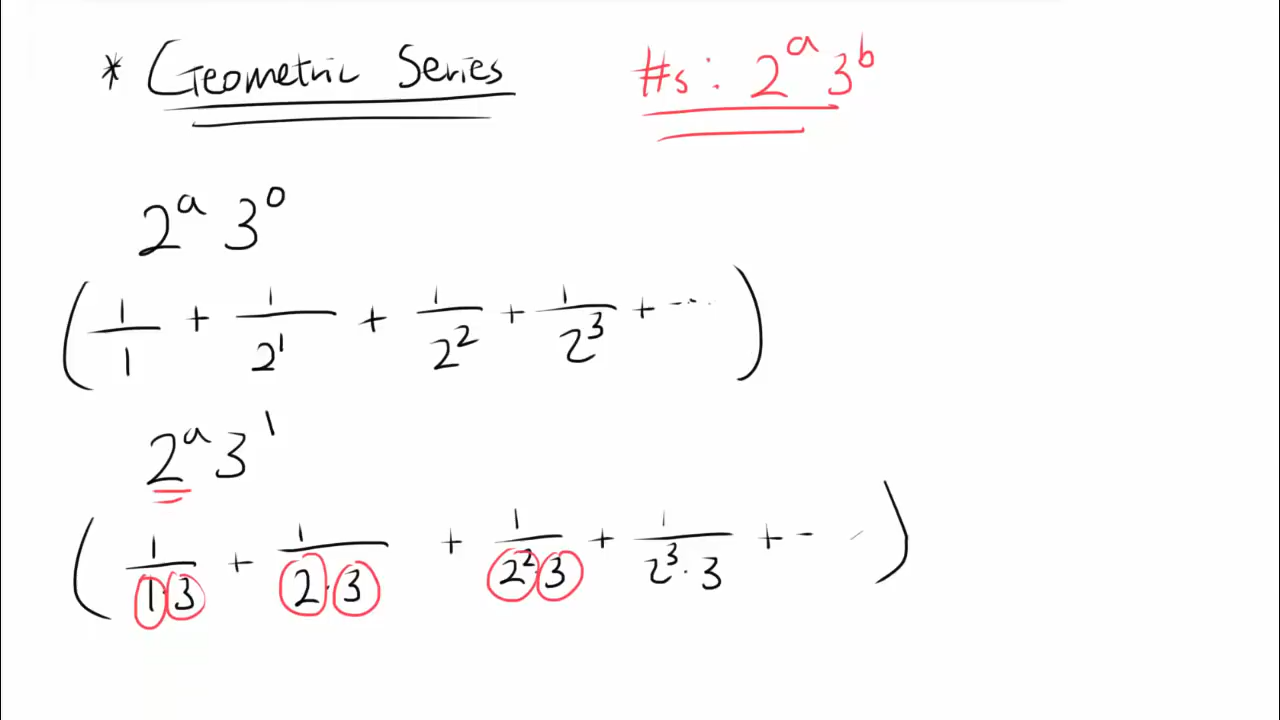 * Geometric Series #s: 2^a 3^b
2^a 3^0
( 1/1 + 1/2^1 + 1/2^2 + 1/2^3 + ... )
2^a 3^1
( 1/(1·3) + 1/(2·3) + 1/(2^2·3) + 1/(2^3·3) + ... )